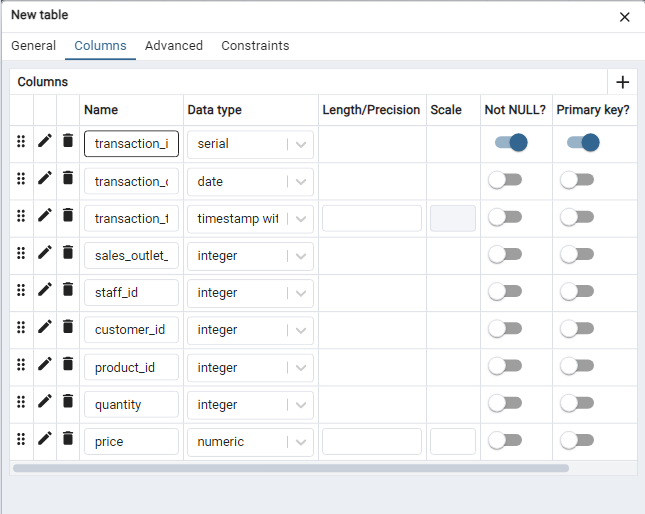 New table
General Columns Advanced Constraints
Columns
Name Data type Length/Precision Scale Not NULL? Primary key?
transaction_i serial
transaction_ date
transaction_t timestamp wit
sales_outlet_ integer
staff_id integer
customer_id integer
product_id integer
quantity integer
price numeric